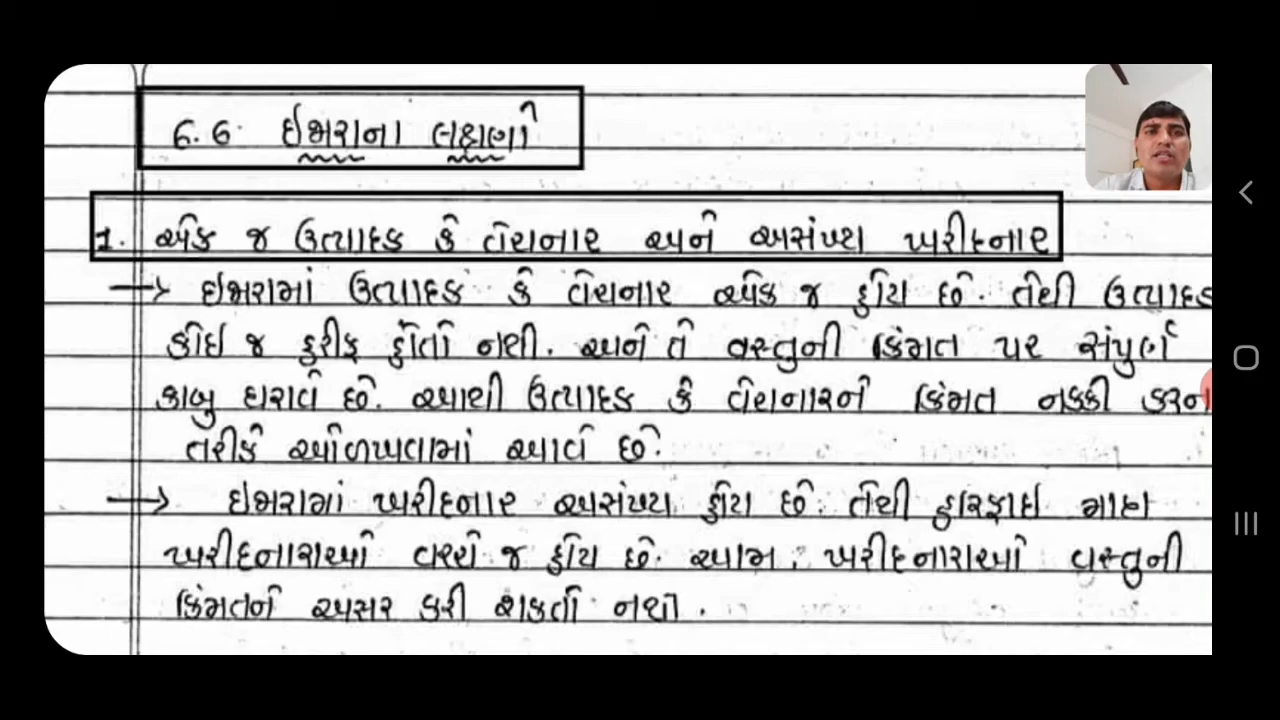 6.6 ઇજારાના લક્ષણો
1. એક જ ઉત્પાદક કે વેચનાર અને અસંખ્ય ખરીદનાર
→ ઇજારામાં ઉત્પાદક કે વેચનાર એક જ હોય છે. તેથી ઉત્પાદક
કોઇ જ હરીફ હોતો નથી. અને તે વસ્તુની કિંમત પર સંપુર્ણ
કાબુ ધરાવે છે. આથી ઉત્પાદક કે વેચનારને કિંમત નક્કી કરના
તરીકે ઓળખવામાં આવે છે.
→ ઇજારામાં ખરીદનાર અસંખ્ય હોય છે. તેથી હરિફાઇ માત્ર
ખરીદનારાઓ વચ્ચે જ હોય છે. આમ, ખરીદનારાઓ વસ્તુની
કિંમતને અસર કરી શકતા નથી.